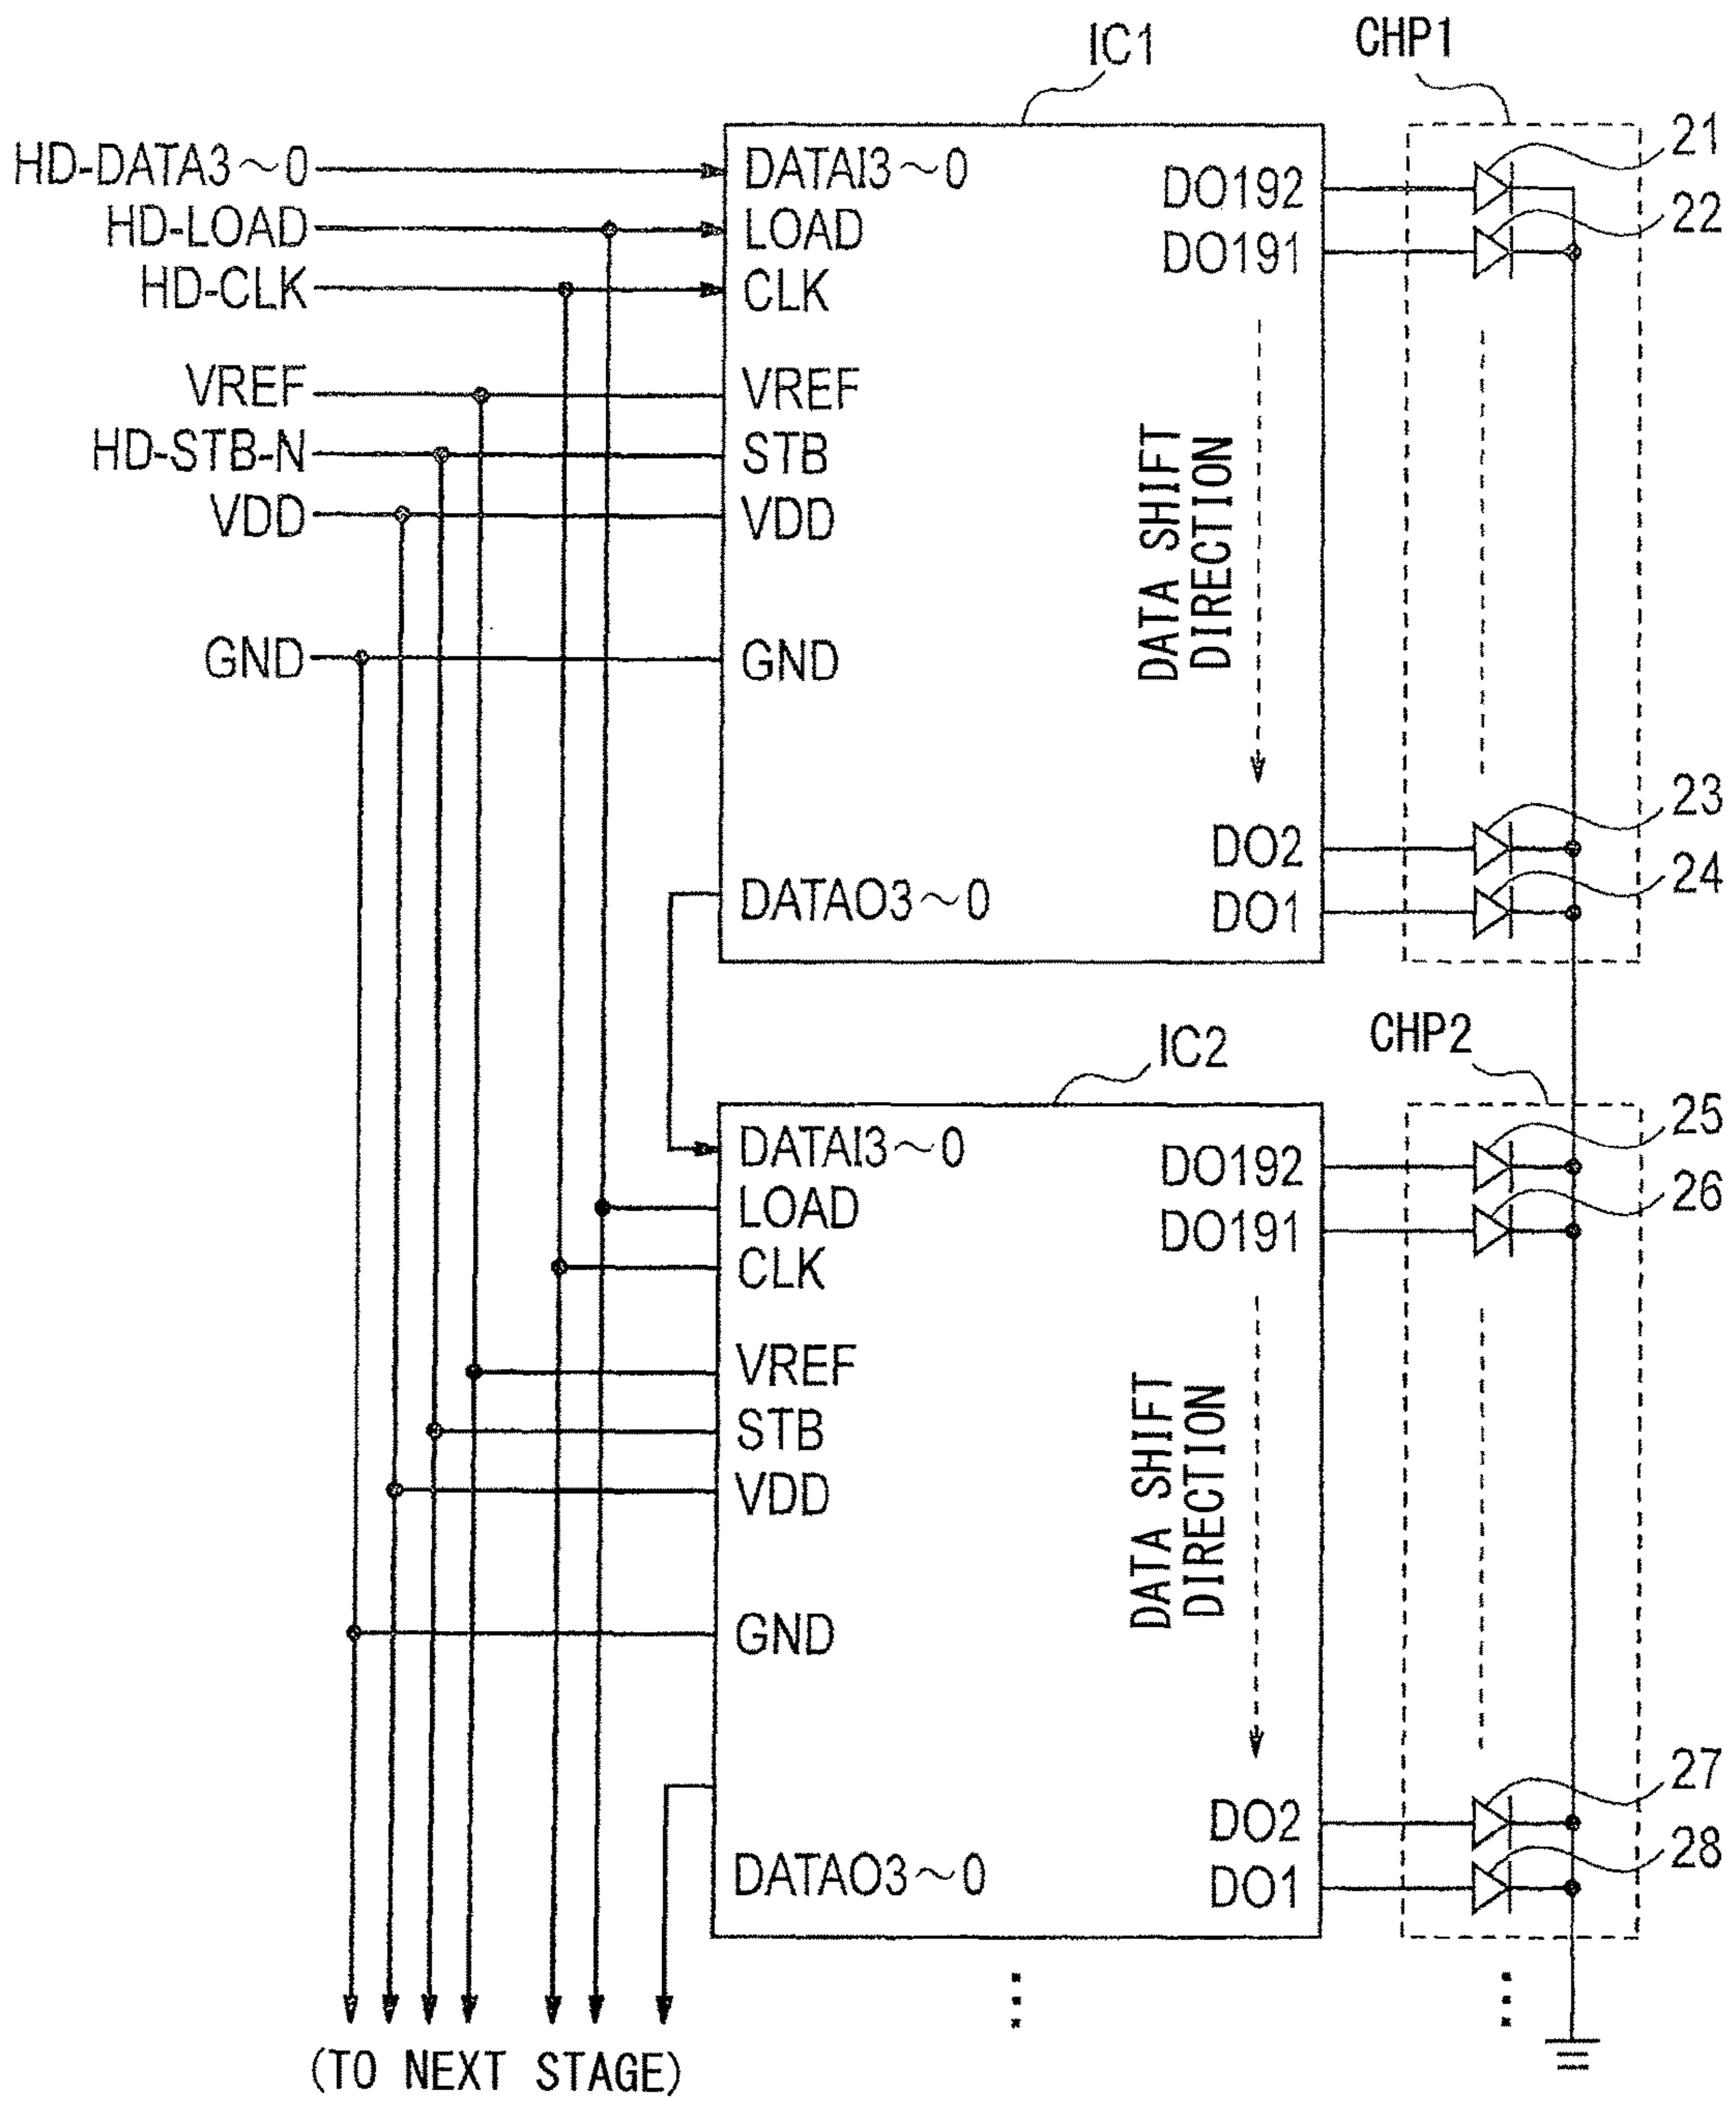 IC1
CHP1
HD-DATA3~0
DATAI3~0
DO192
21
HD-LOAD
LOAD
DO191
22
HD-CLK
CLK
VREF
VREF
HD-STB-N
STB
VDD
VDD
DATA SHIFT
DIRECTION
GND
GND
DO2
23
DATAO3~0
DO1
24
IC2
CHP2
DATAI3~0
DO192
25
LOAD
DO191
26
CLK
VREF
STB
VDD
DATA SHIFT
DIRECTION
GND
DO2
27
DATAO3~0
DO1
28
(TO NEXT STAGE)